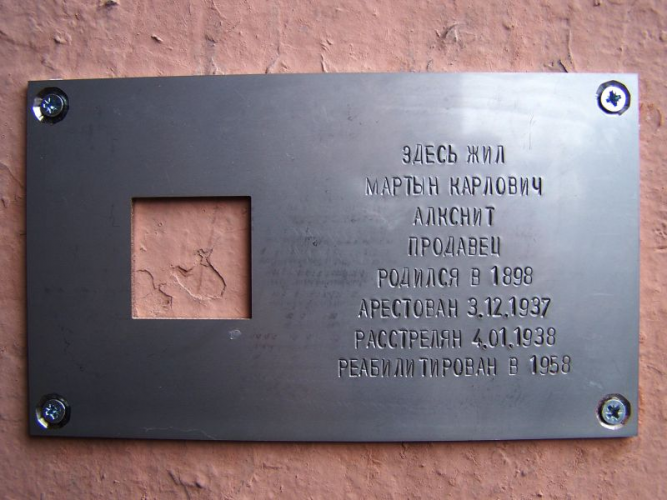 ЗДЕСЬ ЖИЛ
МАРТЫН КАРЛОВИЧ
АЛКСНИТ
ПРОДАВЕЦ
РОДИЛСЯ В 1898
АРЕСТОВАН 3.12.1937
РАССТРЕЛЯН 4.01.1938
РЕАБИЛИТИРОВАН В 1958